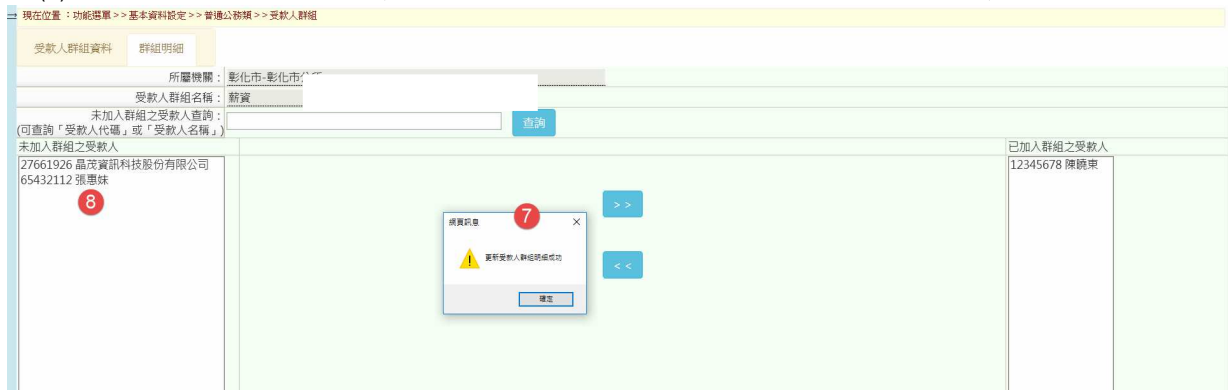 現在位置：功能選單>>基本資料設定>>普通公務類>>受款人群組
受款人群組資料 群組明細
所屬機關： 彰化市-彰化市
受款人群組名稱： 薪資
未加入群組之受款人查詢：
(可查詢「受款人代碼」或「受款人名稱」) 查詢
未加入群組之受款人 已加入群組之受款人
27661926 晶茂資訊科技股份有限公司 12345678 陳曉東
65432112 張惠妹
8
>>
網頁訊息 7
更新受款人群組明細成功
<<
確定